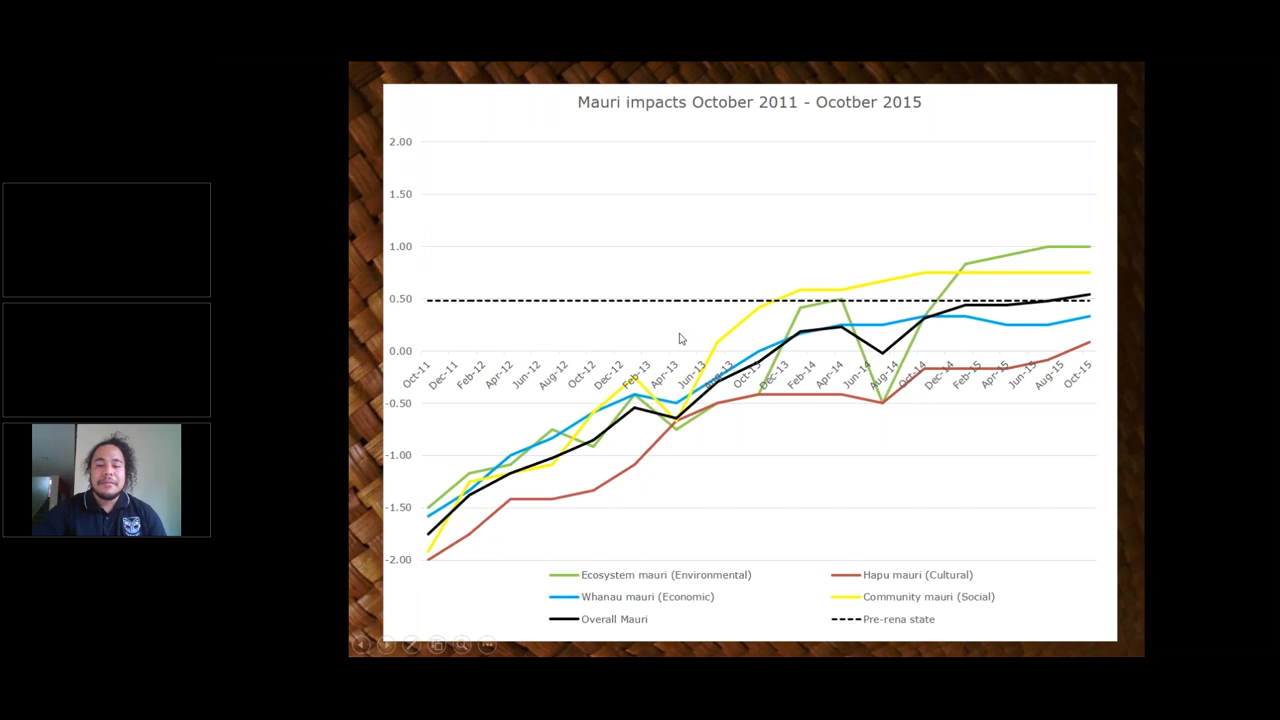 Mauri impacts October 2011 - Ocotber 2015
2.00
1.50
1.00
0.50
0.00
-0.50
-1.00
-1.50
-2.00
Oct-11 Dec-11 Feb-12 Apr-12 Jun-12 Aug-12 Oct-12 Dec-12 Feb-13 Apr-13 Jun-13 Aug-13 Oct-13 Dec-13 Feb-14 Apr-14 Jun-14 Aug-14 Oct-14 Dec-14 Feb-15 Apr-15 Jun-15 Aug-15 Oct-15
Ecosystem mauri (Environmental) Hapu mauri (Cultural)
Whanau mauri (Economic) Community mauri (Social)
Overall Mauri Pre-rena state